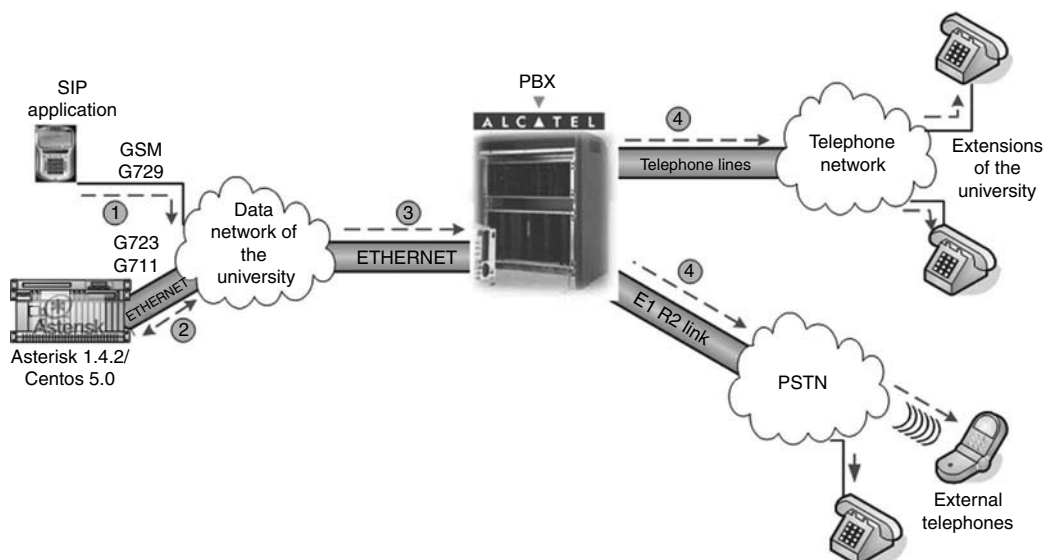 SIP
application
GSM
G729
1
G723
G711
ETHERNET
2
Asterisk
Asterisk 1.4.2/
Centos 5.0
Data
network of
the
university
3
ETHERNET
PBX
ALCATEL
4
Telephone lines
Telephone
network
Extensions
of the
university
4
E1 R2 link
PSTN
External
telephones